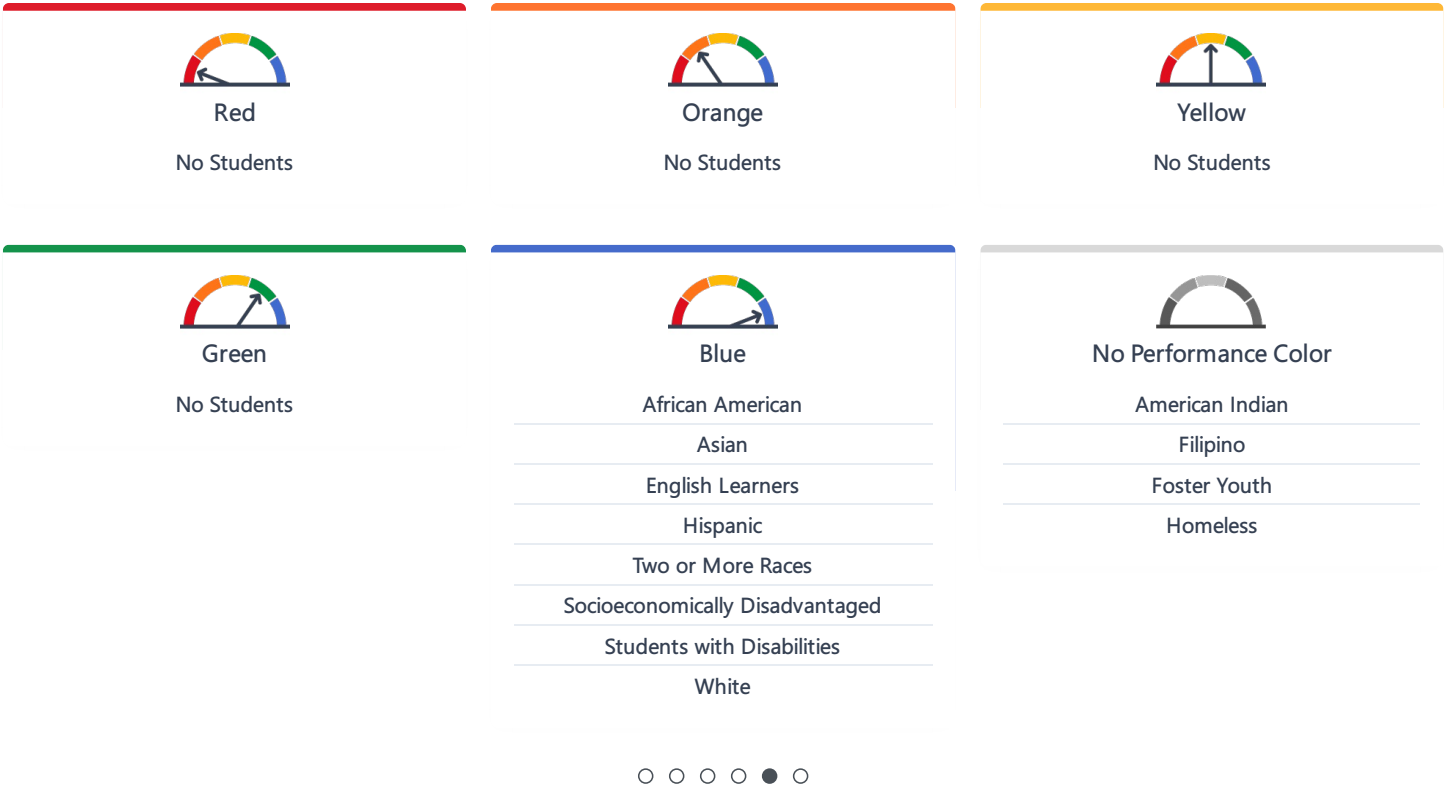 Red
No Students
Orange
No Students
Yellow
No Students
Green
No Students
Blue
African American
Asian
English Learners
Hispanic
Two or More Races
Socioeconomically Disadvantaged
Students with Disabilities
White
No Performance Color
American Indian
Filipino
Foster Youth
Homeless